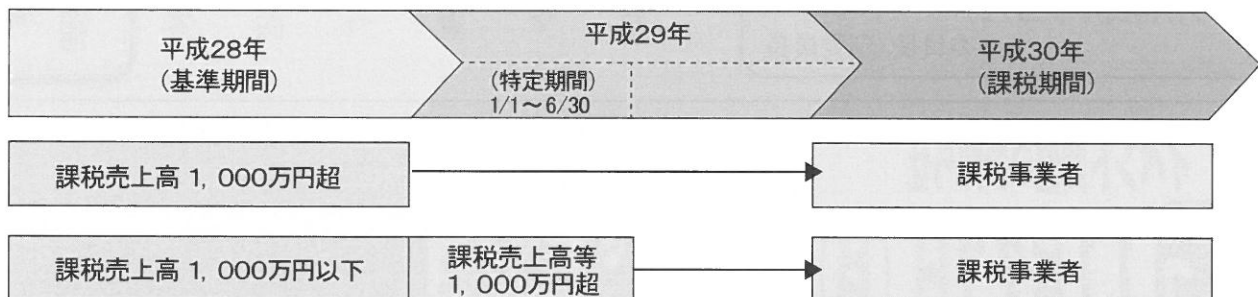 平成28年
(基準期間)
平成29年
(特定期間)
1/1～6/30
平成30年
(課税期間)
課税売上高 1, 000万円超
課税事業者
課税売上高 1, 000万円以下
課税売上高等
1, 000万円超
課税事業者